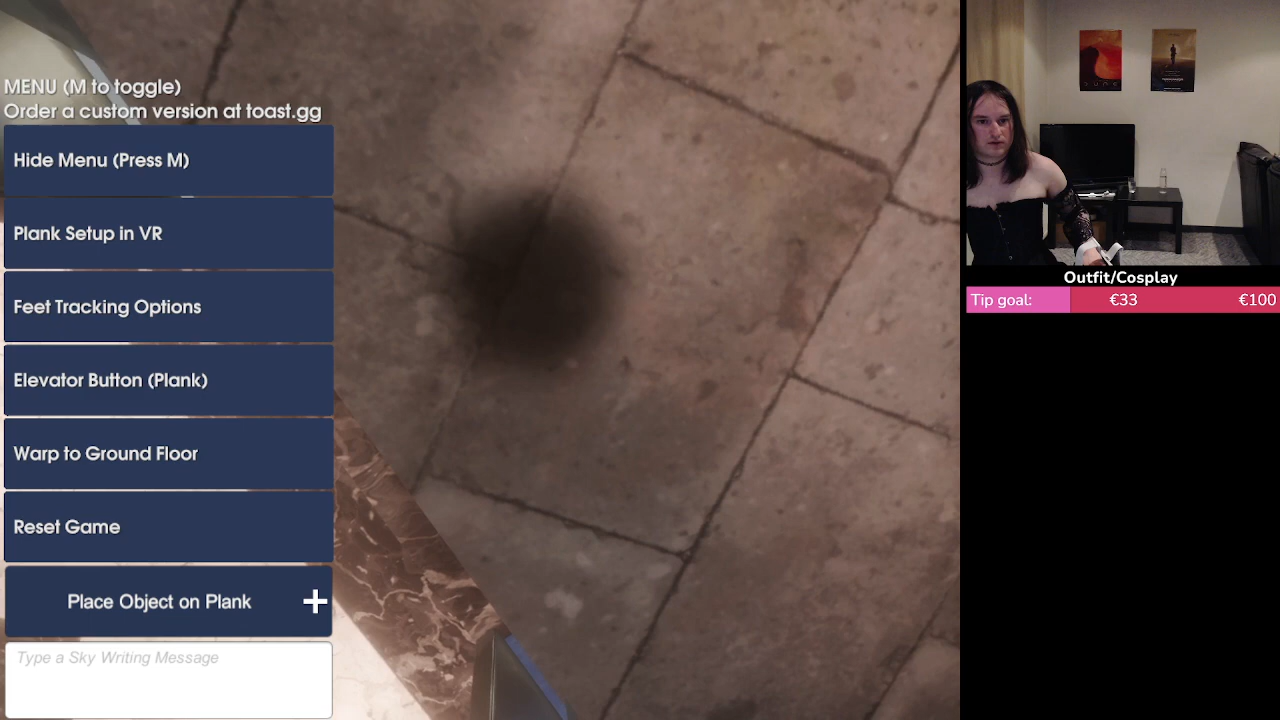 MENU (M to toggle)
Order a custom version at toast.gg
Hide Menu (Press M)
Plank Setup in VR
Feet Tracking Options
Elevator Button (Plank)
Warp to Ground Floor
Reset Game
Place Object on Plank +
Type a Sky Writing Message
DUNE
Outfit/Cosplay
Tip goal: €33 €100